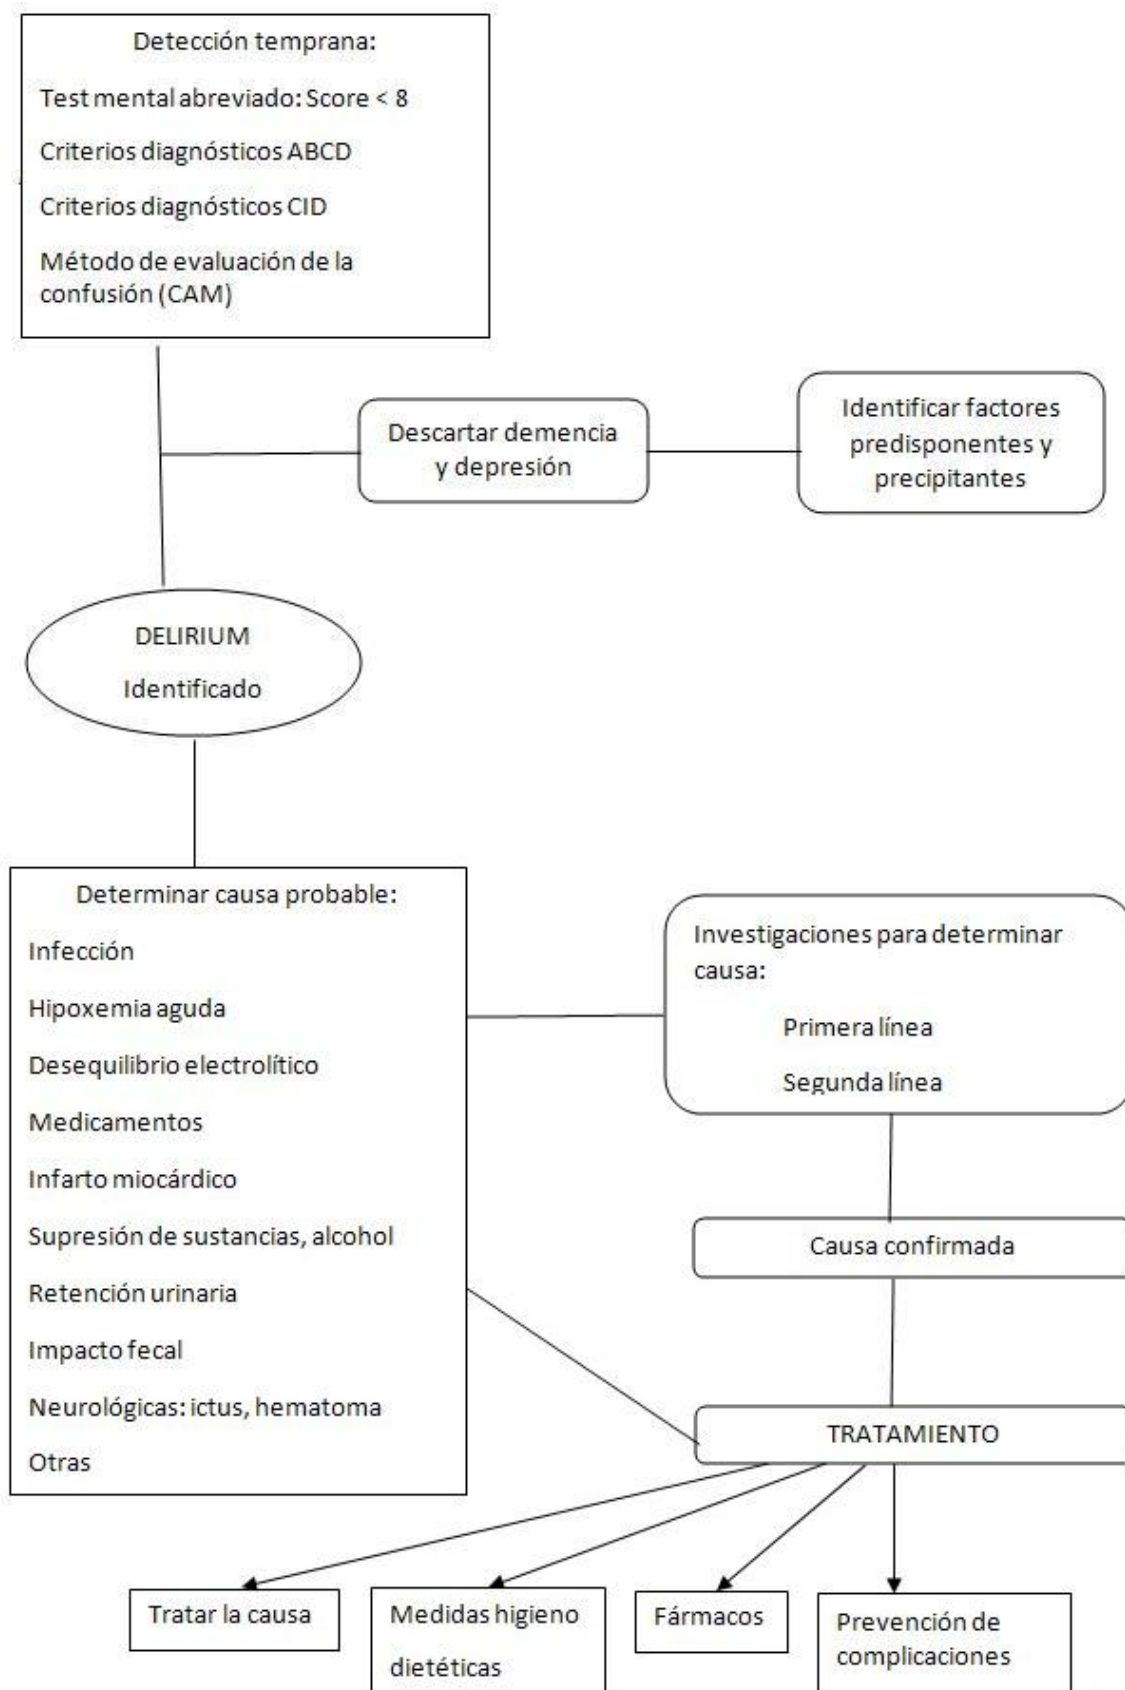 Detección temprana:
Test mental abreviado: Score < 8
Criterios diagnósticos ABCD
Criterios diagnósticos CID
Método de evaluación de la
confusión (CAM)
Descartar demencia
y depresión
Identificar factores
predisponentes y
precipitantes
DELIRIUM
Identificado
Determinar causa probable:
Infección
Hipoxemia aguda
Desequilibrio electrolítico
Medicamentos
Infarto miocárdico
Supresión de sustancias, alcohol
Retención urinaria
Impacto fecal
Neurológicas: ictus, hematoma
Otras
Investigaciones para determinar
causa:
Primera línea
Segunda línea
Causa confirmada
TRATAMIENTO
Tratar la causa
Medidas higieno
dietéticas
Fármacos
Prevención de
complicaciones